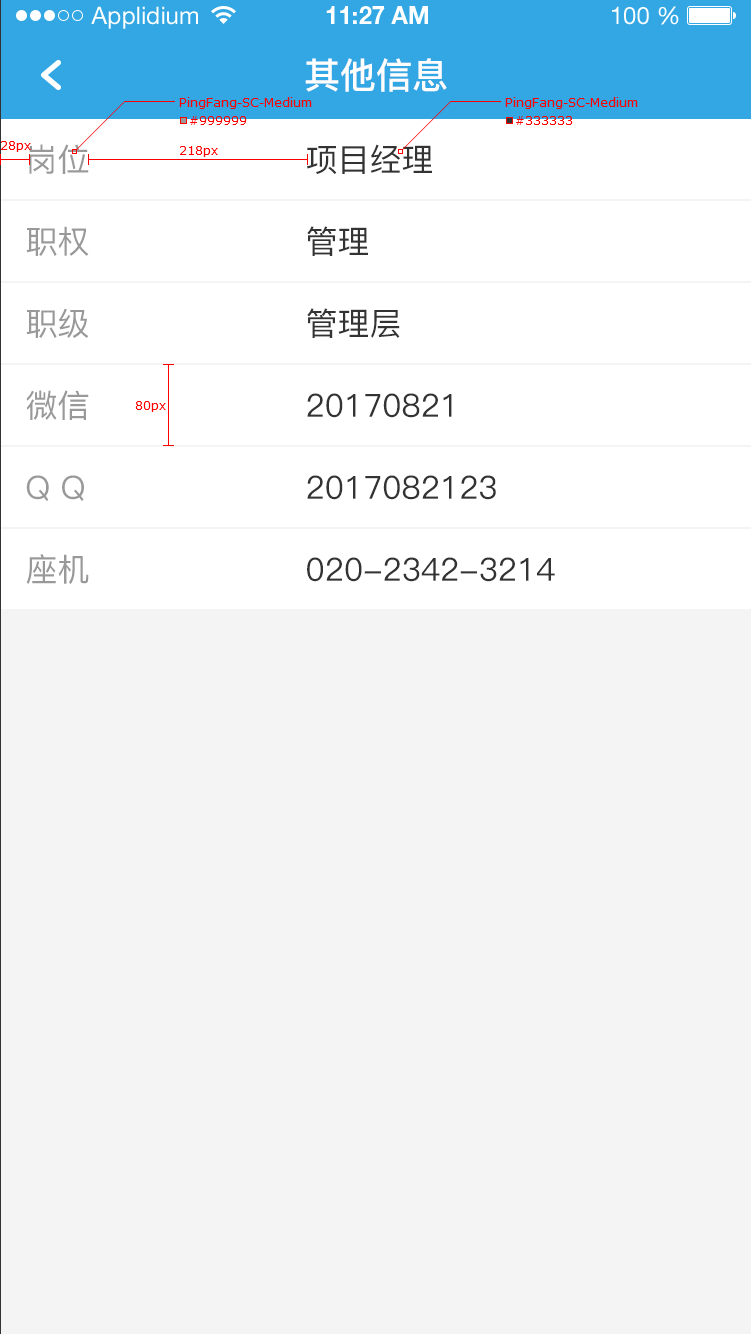 Applidium 11:27 AM 100 %
其他信息
PingFang-SC-Medium PingFang-SC-Medium
#999999 #333333
28px 218px
岗位 项目经理
职权 管理
职级 管理层
微信 80px 20170821
Q Q 2017082123
座机 020-2342-3214